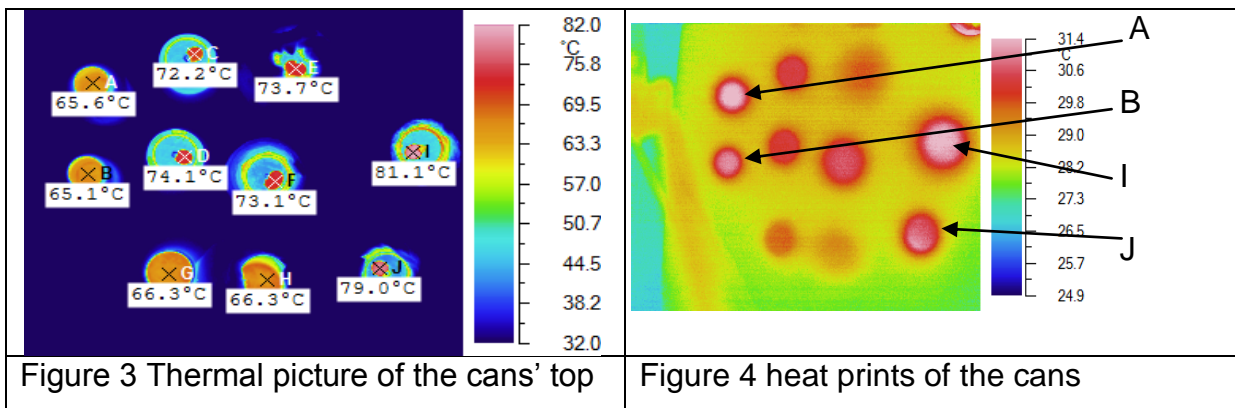 C
72.2°C
E
73.7°C
A
65.6°C
D
74.1°C
B
65.1°C
F
73.1°C
I
81.1°C
G
66.3°C
H
66.3°C
J
79.0°C
82.0
°C
75.8
69.5
63.3
57.0
50.7
44.5
38.2
32.0
31.4
C
30.6
29.8
29.0
28.2
27.3
26.5
25.7
24.9
A
B
I
J
Figure 3 Thermal picture of the cans’ top
Figure 4 heat prints of the cans